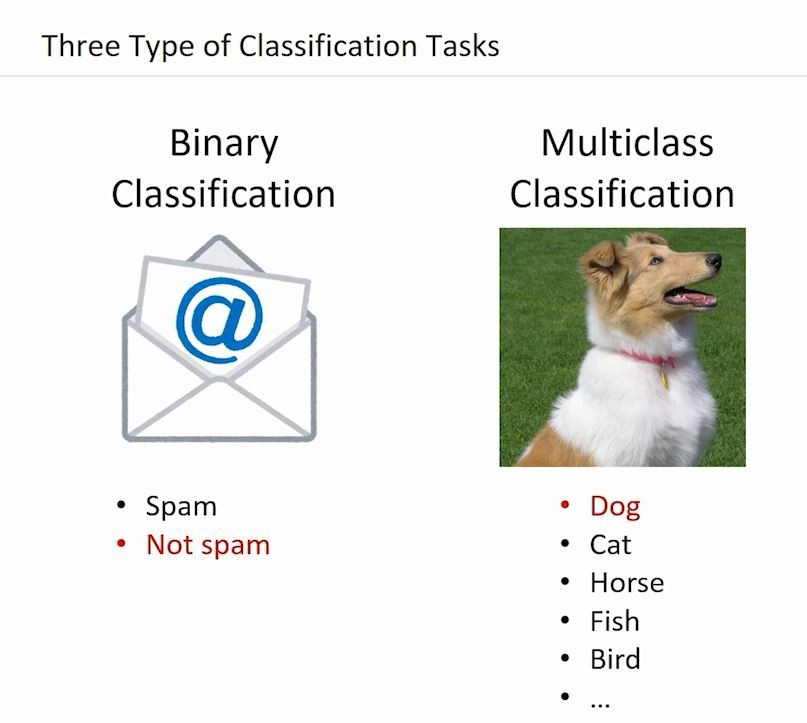 Three Type of Classification Tasks
Binary
Classification
@
• Spam
• Not spam
Multiclass
Classification
• Dog
• Cat
• Horse
• Fish
• Bird
• ...